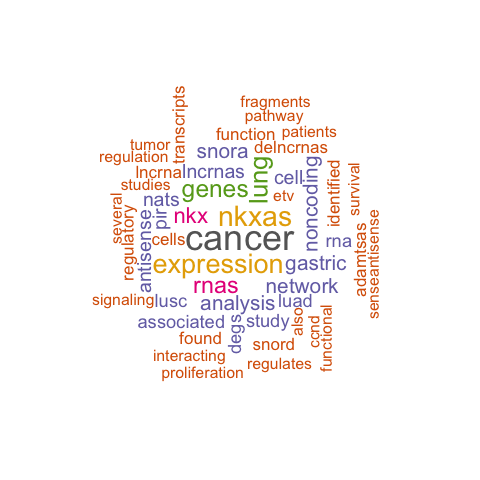 fragments
pathway
transcripts
function
patients
tumor
snora
delncrnas
regulation
lncrnal
lncrnas
lung
cell
noncoding
identified
survival
studies
genes
etv
nats
pir
nkx
nkxas
several
regulatory
antisense
cells
cancer
rna
adamtsas
senseantisense
expression
gastric
rnas
network
signaling
lusc
analysis
luad
also
ccnd
functional
associated
degs
study
found
snord
interacting
regulates
proliferation